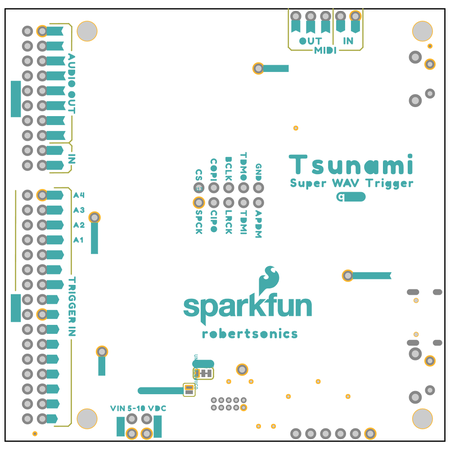 OUT IN
MIDI
AUDIO OUT
IN
CS COPI BCLK TDMO GND
SPCK CIPO LRCK TDMI APDM
Tsunami
Super WAV Trigger
A4
A3
A2
A1
TRIGGER IN
sparkfun
robertsonics
VIN 5-10 VDC